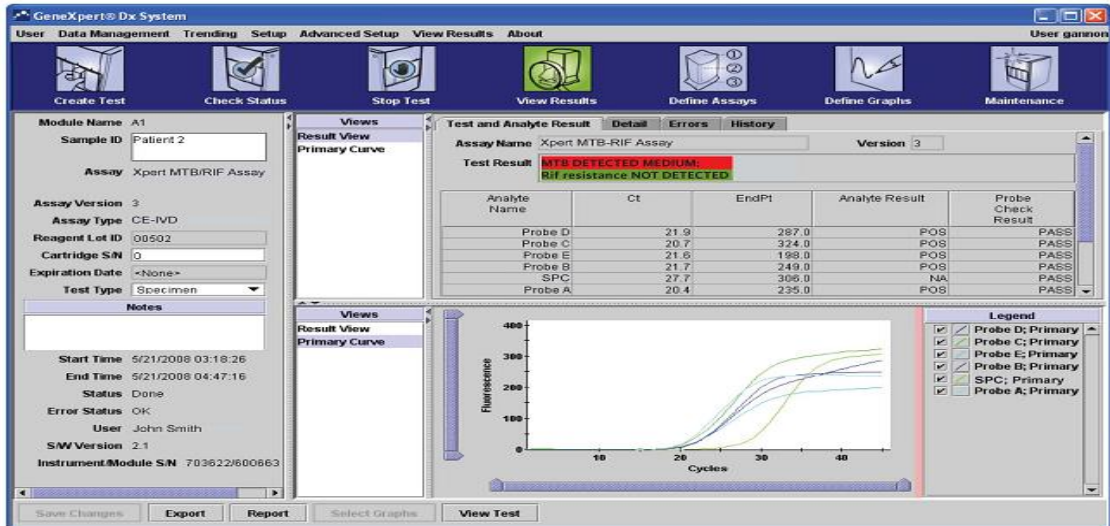 GeneXpert® Dx System
User Data Management Trending Setup Advanced Setup View Results About User gannon
Create Test Check Status Stop Test View Results Define Assays Define Graphs Maintenance
Module Name A1
Sample ID Patient 2
Assay Xpert MTB/RIF Assay
Assay Version 3
Assay Type CE-IVD
Reagent Lot ID 00502
Cartridge S/N 0
Expiration Date <None>
Test Type Specimen
Notes
Start Time 5/21/2008 03:18:26
End Time 5/21/2008 04:47:16
Status Done
Error Status OK
User John Smith
S/W Version 2.1
Instrument/Module S/N 703622/600663
Views
Result View
Primary Curve
Test and Analyte Result Detail Errors History
Assay Name Xpert MTB-RIF Assay Version 3
Test Result MTB DETECTED MEDIUM;
Rif resistance NOT DETECTED
Analyte Name Ct EndPt Analyte Result Probe Check Result
Probe D 21.9 287.0 POS PASS
Probe C 20.7 324.0 POS PASS
Probe E 21.6 198.0 POS PASS
Probe B 21.7 249.0 POS PASS
SPC 27.7 306.0 NA PASS
Probe A 20.4 235.0 POS PASS
Views
Result View
Primary Curve
400
300
200
100
0
Fluorescence
10 20 30 40
Cycles
Legend
Probe D; Primary
Probe C; Primary
Probe E; Primary
Probe B; Primary
SPC; Primary
Probe A; Primary
Save Changes Export Report Select Graphs View Test